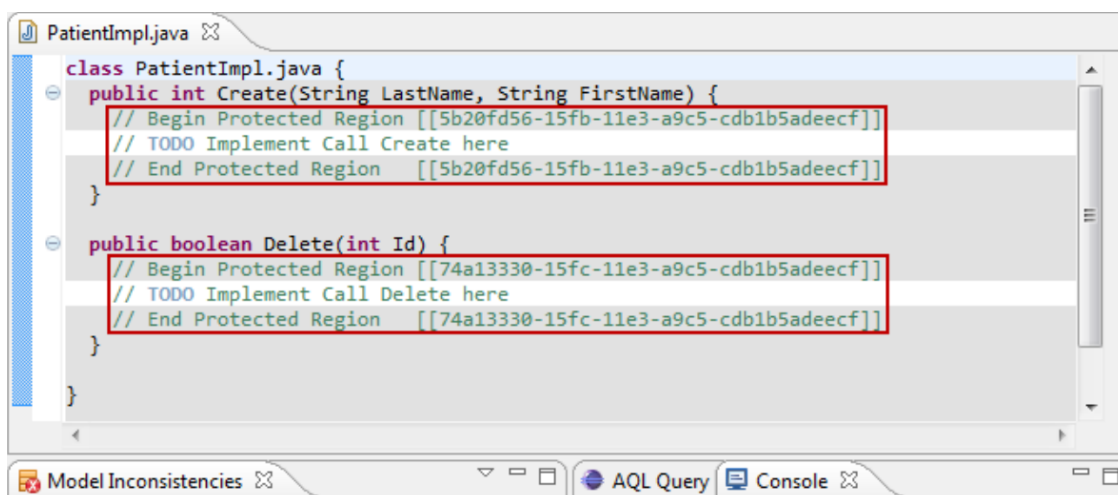 PatientImpl.java
class PatientImpl.java {
public int Create(String LastName, String FirstName) {
// Begin Protected Region [[5b20fd56-15fb-11e3-a9c5-cdb1b5adeecf]]
// TODO Implement Call Create here
// End Protected Region   [[5b20fd56-15fb-11e3-a9c5-cdb1b5adeecf]]
}
public boolean Delete(int Id) {
// Begin Protected Region [[74a13330-15fc-11e3-a9c5-cdb1b5adeecf]]
// TODO Implement Call Delete here
// End Protected Region   [[74a13330-15fc-11e3-a9c5-cdb1b5adeecf]]
}
}
Model Inconsistencies
AQL Query
Console